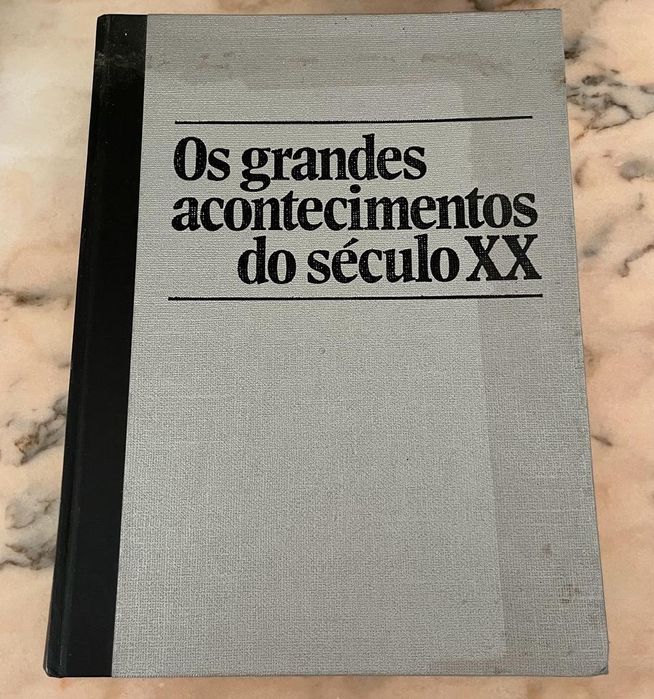 Os grandes
acontecimentos
do século XX